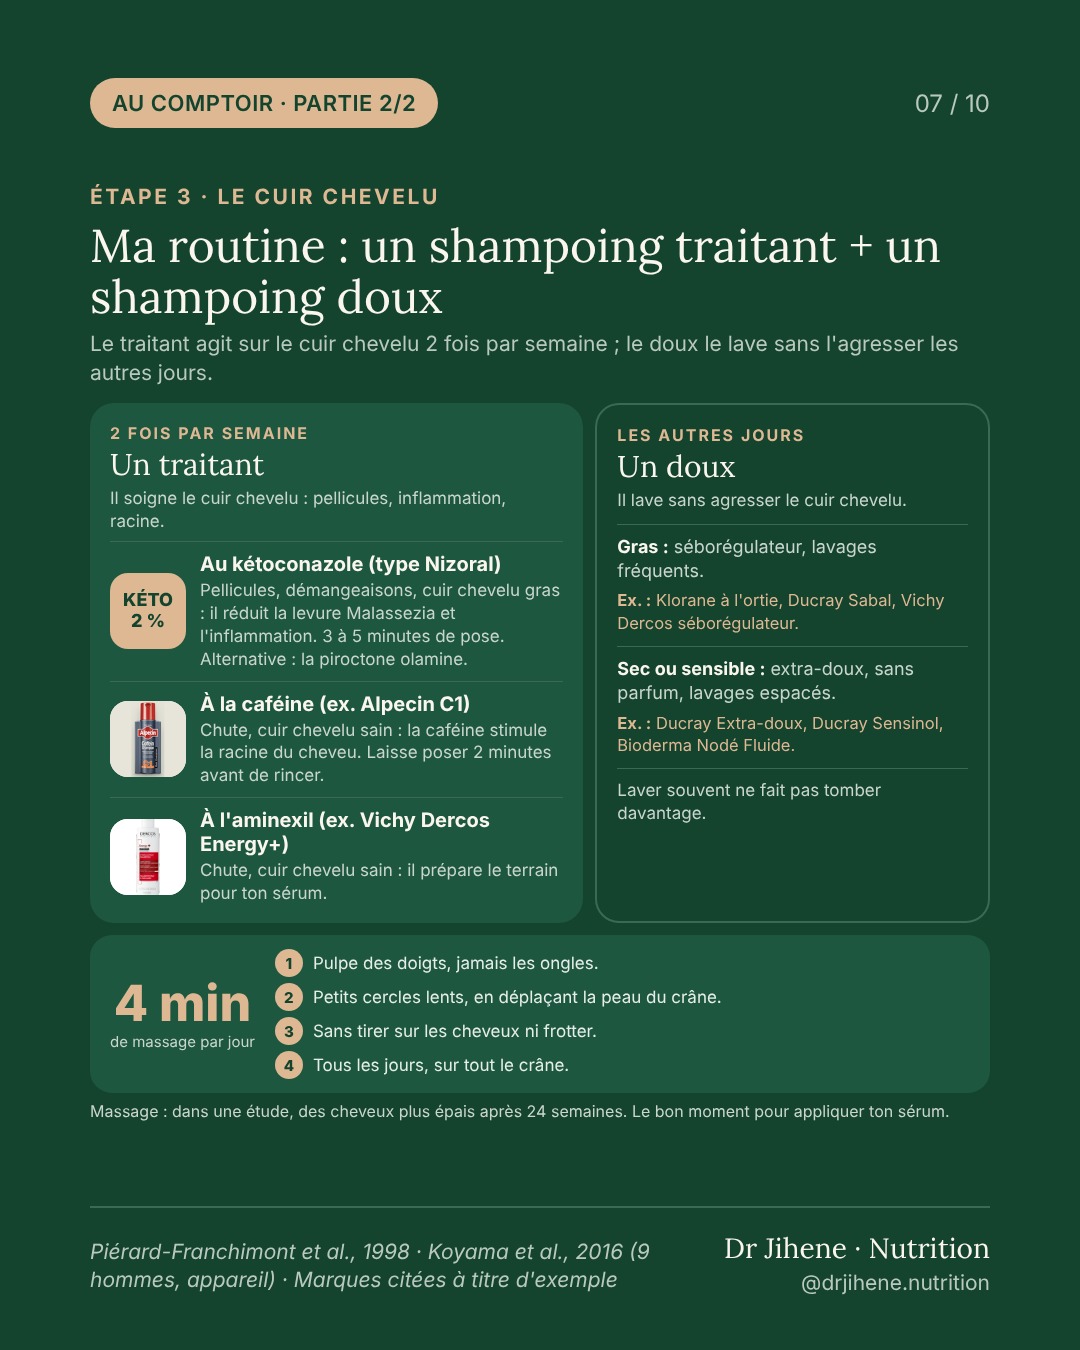 AU COMPTOIR · PARTIE 2/2
07 / 10
ÉTAPE 3 · LE CUIR CHEVELU
Ma routine : un shampoing traitant + un
shampoing doux
Le traitant agit sur le cuir chevelu 2 fois par semaine ; le doux le lave sans l'agresser les
autres jours.
2 FOIS PAR SEMAINE
Un traitant
Il soigne le cuir chevelu : pellicules, inflammation,
racine.
KÉTO
2 %
Au kétoconazole (type Nizoral)
Pellicules, démangeaisons, cuir chevelu gras
: il réduit la levure Malassezia et
l'inflammation. 3 à 5 minutes de pose.
Alternative : la piroctone olamine.
Alpecin
À la caféine (ex. Alpecin C1)
Chute, cuir chevelu sain : la caféine stimule
la racine du cheveu. Laisse poser 2 minutes
avant de rincer.
À l'aminexil (ex. Vichy Dercos
Energy+)
Chute, cuir chevelu sain : il prépare le terrain
pour ton sérum.
LES AUTRES JOURS
Un doux
Il lave sans agresser le cuir chevelu.
Gras : séborégulateur, lavages
fréquents.
Ex. : Klorane à l'ortie, Ducray Sabal, Vichy
Dercos séborégulateur.
Sec ou sensible : extra-doux, sans
parfum, lavages espacés.
Ex. : Ducray Extra-doux, Ducray Sensinol,
Bioderma Nodé Fluide.
Laver souvent ne fait pas tomber
davantage.
4 min
de massage par jour
1 Pulpe des doigts, jamais les ongles.
2 Petits cercles lents, en déplaçant la peau du crâne.
3 Sans tirer sur les cheveux ni frotter.
4 Tous les jours, sur tout le crâne.
Massage : dans une étude, des cheveux plus épais après 24 semaines. Le bon moment pour appliquer ton sérum.
Piérard-Franchimont et al., 1998 · Koyama et al., 2016 (9
hommes, appareil) · Marques citées à titre d'exemple
Dr Jihene · Nutrition
@drjihene.nutrition